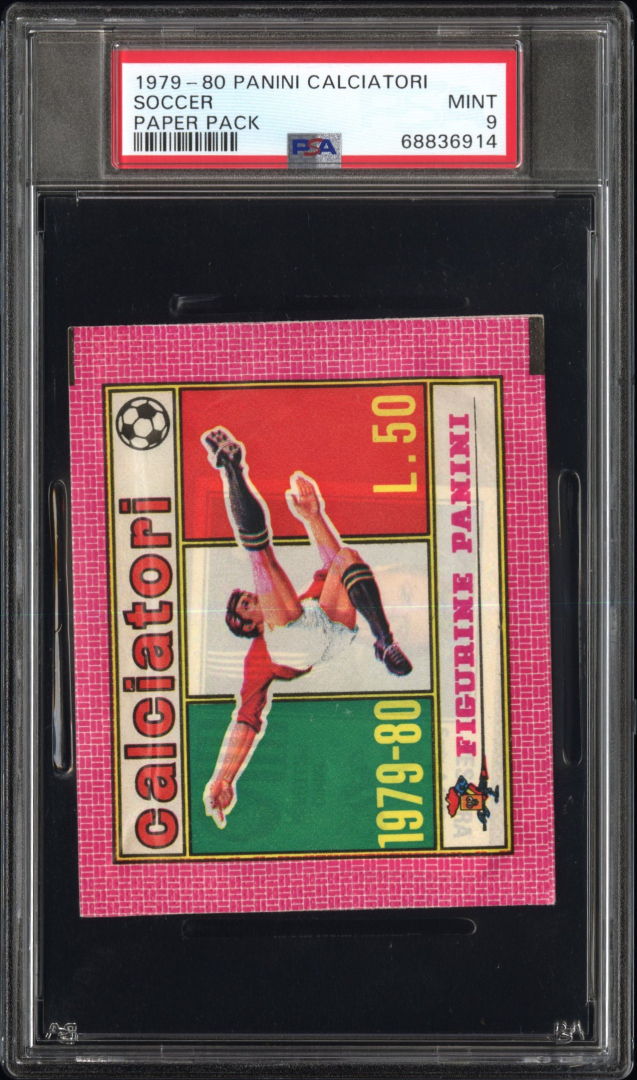 1979-80 PANINI CALCIATORI
SOCCER
MINT
PAPER PACK
9
PSA
68836914
calciatori
1979-80
L.50
FIGURINE PANINI